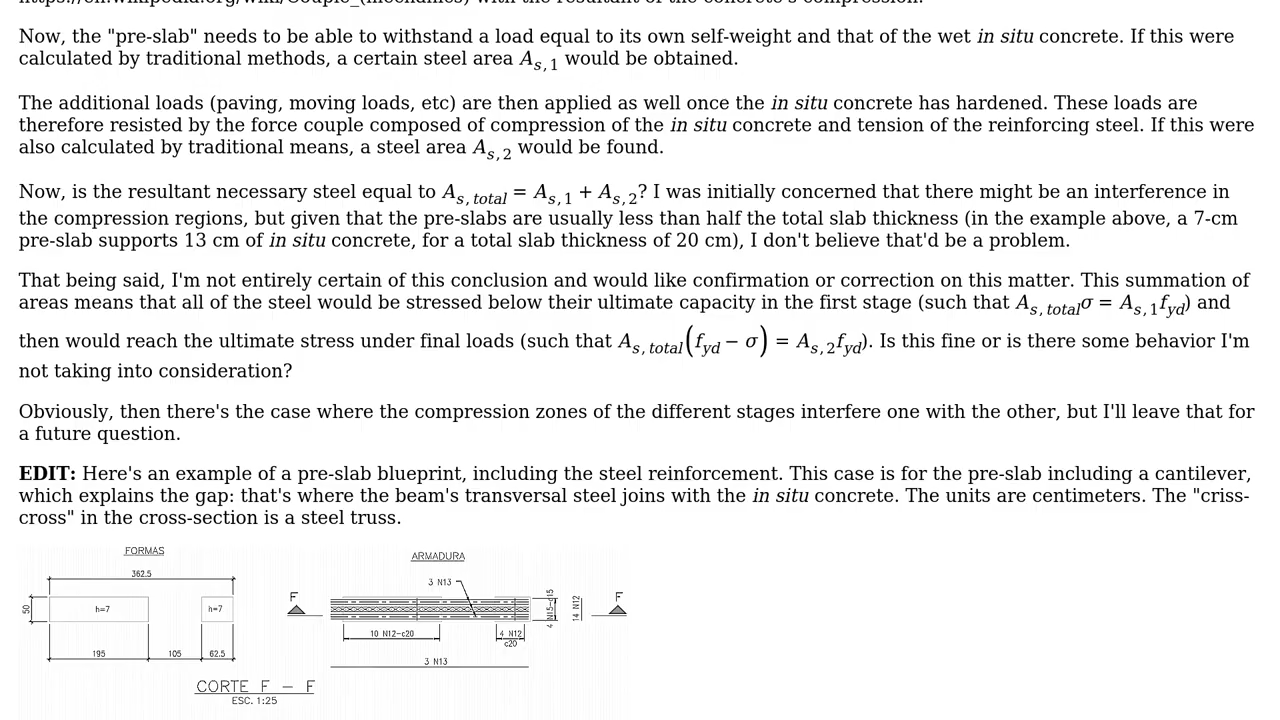 https://en.wikipedia.org/wiki/Couple_(mechanics) with the resultant of the concrete's compression.
Now, the "pre-slab" needs to be able to withstand a load equal to its own self-weight and that of the wet in situ concrete. If this were
calculated by traditional methods, a certain steel area A_{s,1} would be obtained.
The additional loads (paving, moving loads, etc) are then applied as well once the in situ concrete has hardened. These loads are
therefore resisted by the force couple composed of compression of the in situ concrete and tension of the reinforcing steel. If this were
also calculated by traditional means, a steel area A_{s,2} would be found.
Now, is the resultant necessary steel equal to A_{s,total} = A_{s,1} + A_{s,2}? I was initially concerned that there might be an interference in
the compression regions, but given that the pre-slabs are usually less than half the total slab thickness (in the example above, a 7-cm
pre-slab supports 13 cm of in situ concrete, for a total slab thickness of 20 cm), I don't believe that'd be a problem.
That being said, I'm not entirely certain of this conclusion and would like confirmation or correction on this matter. This summation of
areas means that all of the steel would be stressed below their ultimate capacity in the first stage (such that A_{s,total}σ = A_{s,1}f_{yd}) and
then would reach the ultimate stress under final loads (such that A_{s,total}(f_{yd} − σ) = A_{s,2}f_{yd}). Is this fine or is there some behavior I'm
not taking into consideration?
Obviously, then there's the case where the compression zones of the different stages interfere one with the other, but I'll leave that for
a future question.
EDIT: Here's an example of a pre-slab blueprint, including the steel reinforcement. This case is for the pre-slab including a cantilever,
which explains the gap: that's where the beam's transversal steel joins with the in situ concrete. The units are centimeters. The "criss-
cross" in the cross-section is a steel truss.
FORMAS
362.5
50
h=7
h=7
195
105
62.5
ARMADURA
3 N13
F
F
4 N15-c15
14 N12
10 N12-c20
4 N12
c20
3 N13
CORTE F - F
ESC. 1:25